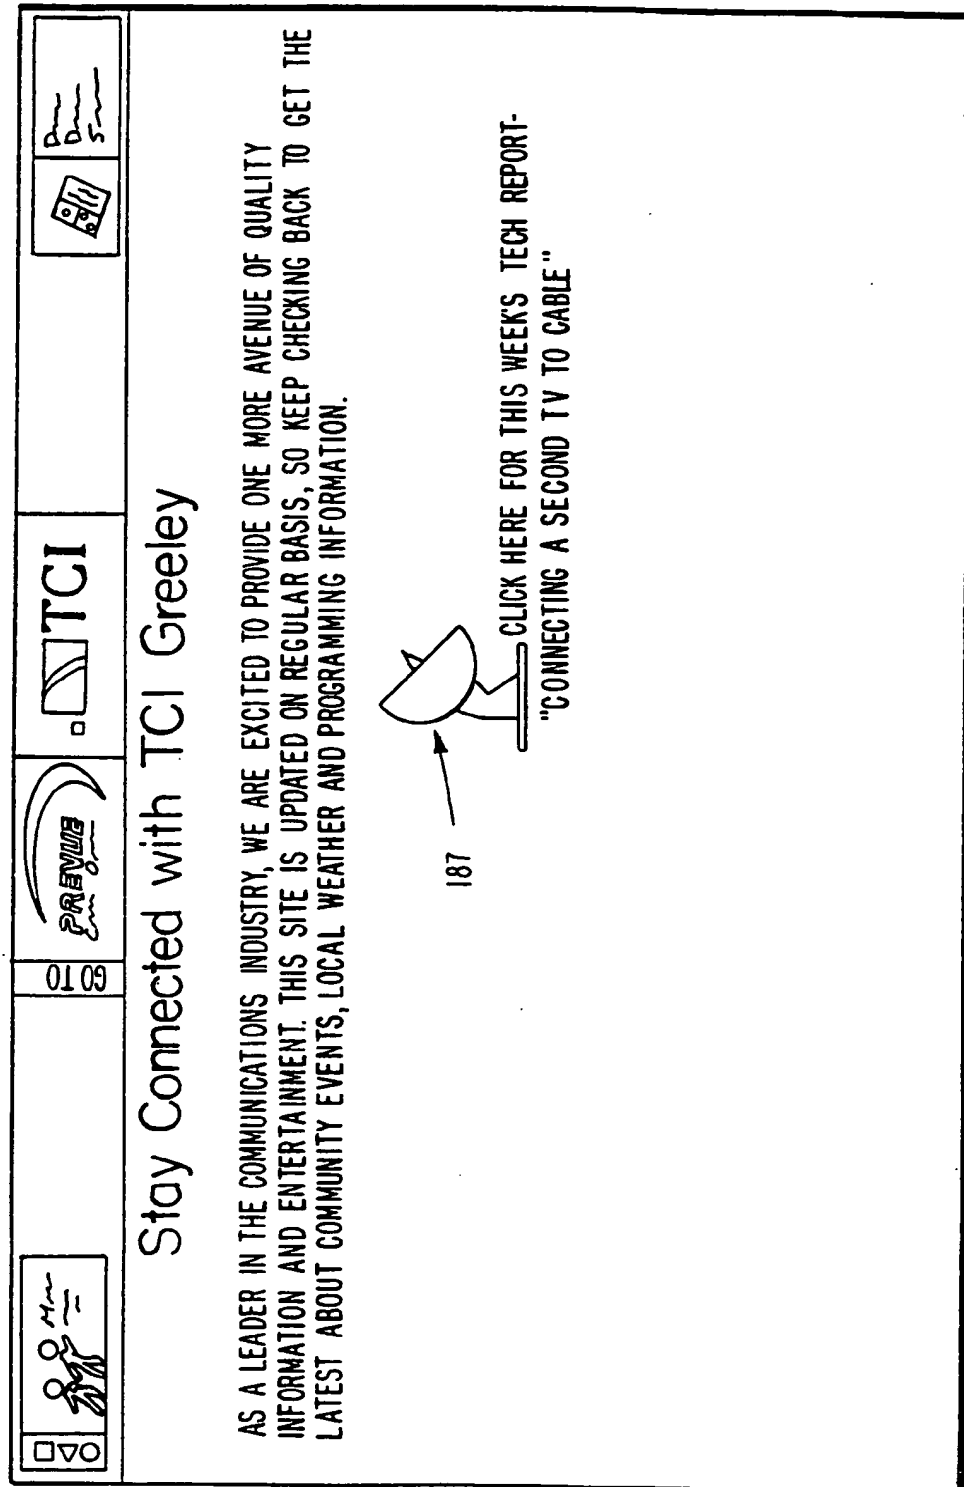 GO TO
PREVUE
TCI
Stay Connected with TCI Greeley
AS A LEADER IN THE COMMUNICATIONS INDUSTRY, WE ARE EXCITED TO PROVIDE ONE MORE AVENUE OF QUALITY
INFORMATION AND ENTERTAINMENT. THIS SITE IS UPDATED ON REGULAR BASIS, SO KEEP CHECKING BACK TO GET THE
LATEST ABOUT COMMUNITY EVENTS, LOCAL WEATHER AND PROGRAMMING INFORMATION.
187
CLICK HERE FOR THIS WEEK'S TECH REPORT-
"CONNECTING A SECOND TV TO CABLE"